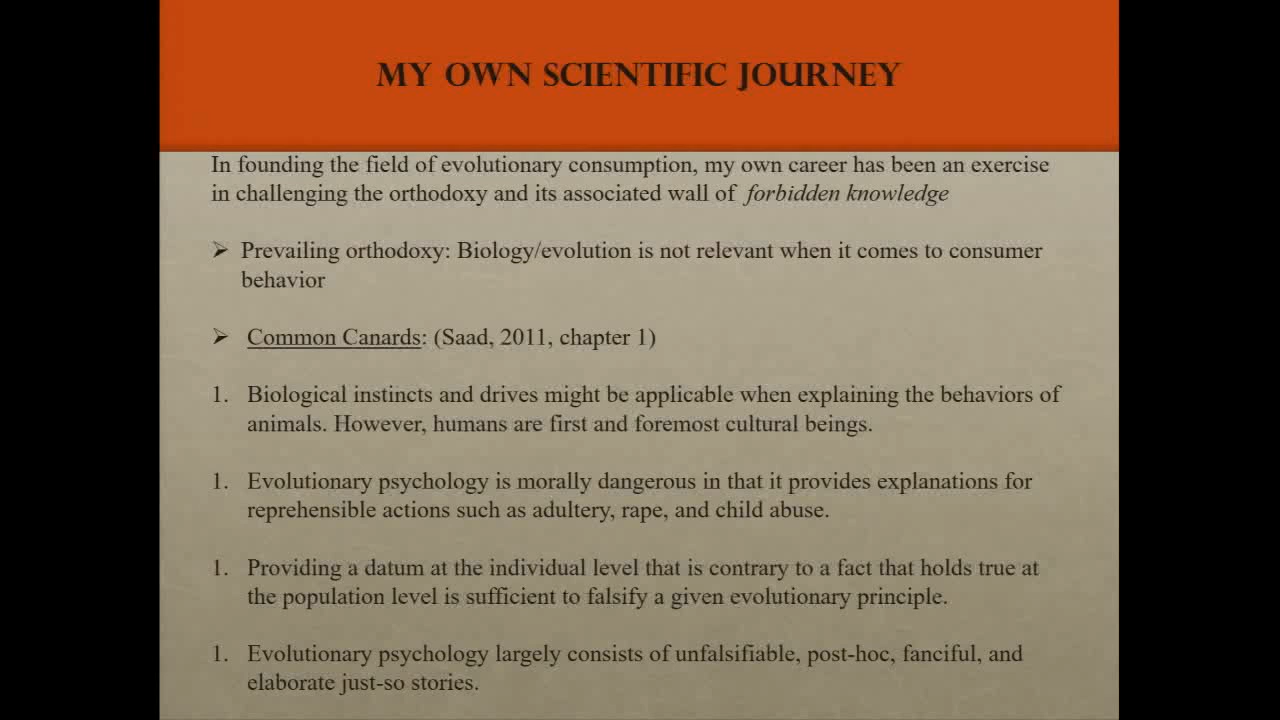 MY OWN SCIENTIFIC JOURNEY
In founding the field of evolutionary consumption, my own career has been an exercise
in challenging the orthodoxy and its associated wall of forbidden knowledge
➢ Prevailing orthodoxy: Biology/evolution is not relevant when it comes to consumer
behavior
➢ Common Canards: (Saad, 2011, chapter 1)
1. Biological instincts and drives might be applicable when explaining the behaviors of
animals. However, humans are first and foremost cultural beings.
1. Evolutionary psychology is morally dangerous in that it provides explanations for
reprehensible actions such as adultery, rape, and child abuse.
1. Providing a datum at the individual level that is contrary to a fact that holds true at
the population level is sufficient to falsify a given evolutionary principle.
1. Evolutionary psychology largely consists of unfalsifiable, post-hoc, fanciful, and
elaborate just-so stories.